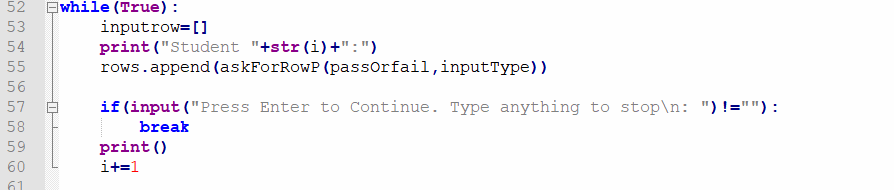 52 while(True):
53     inputrow=[]
54     print("Student "+str(i)+":")
55     rows.append(askForRowP(passOrfail,inputType))
56
57     if(input("Press Enter to Continue. Type anything to stop\n: ")!=""):
58         break
59     print()
60     i+=1
61